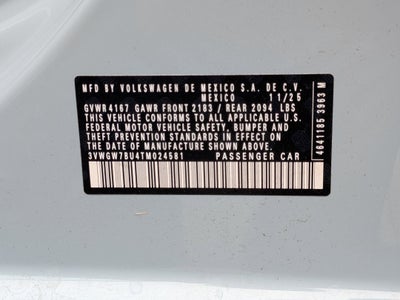 MFD BY VOLKSWAGEN DE MEXICO S.A. DE C.V.
MEXICO 11/25
GVWR 4167 GAWR FRONT 2183 / REAR 2094 LBS
THIS VEHICLE CONFORMS TO ALL APPLICABLE U.S.
FEDERAL MOTOR VEHICLE SAFETY, BUMPER, AND
THEFT PREVENTION STANDARDS IN EFFECT ON THE
DATE OF MANUFACTURE SHOWN ABOVE.
3VWGW7BU4TM024581 PASSENGER CAR
4641185 3963 M